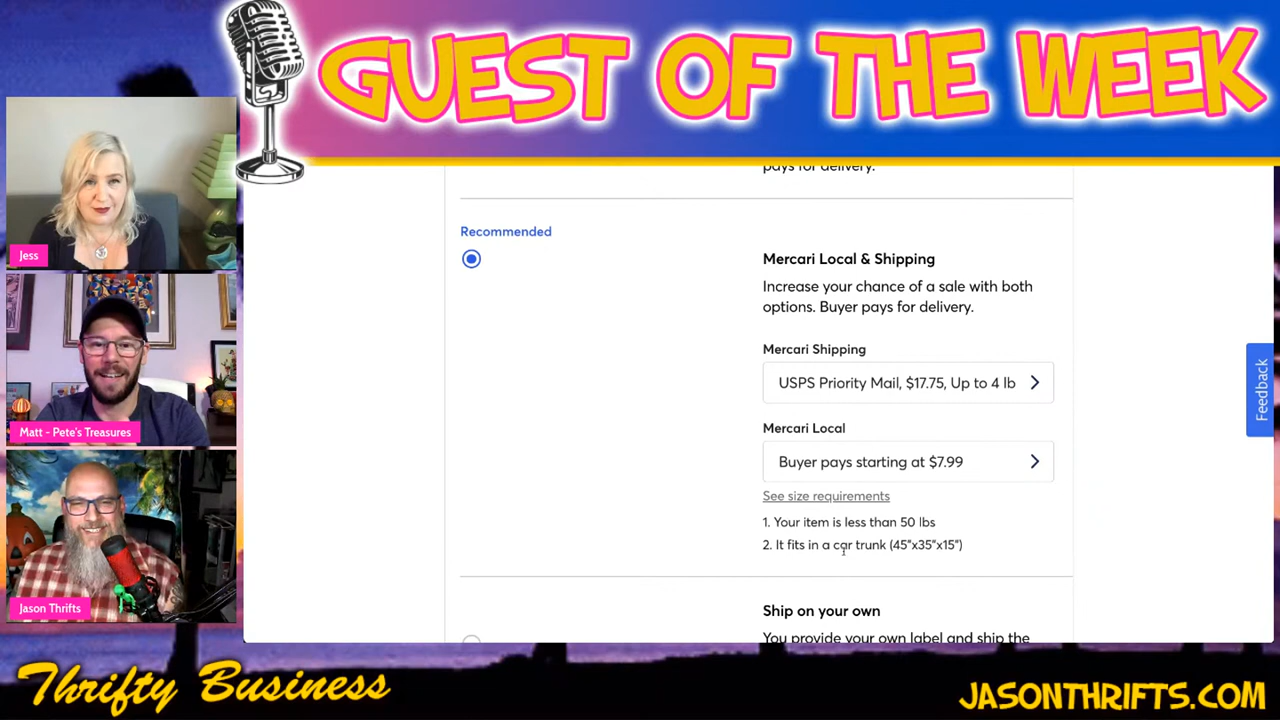 GUEST OF THE WEEK
Jess
Matt - Pete's Treasures
Jason Thrifts
pays for delivery.
Recommended
Mercari Local & Shipping
Increase your chance of a sale with both
options. Buyer pays for delivery.
Mercari Shipping
USPS Priority Mail, $17.75, Up to 4 lb
Mercari Local
Buyer pays starting at $7.99
See size requirements
1. Your item is less than 50 lbs
2. It fits in a car trunk (45"x35"x15")
Ship on your own
You provide your own label and ship the
Feedback
Thrifty Business
JASONTHRIFTS.COM